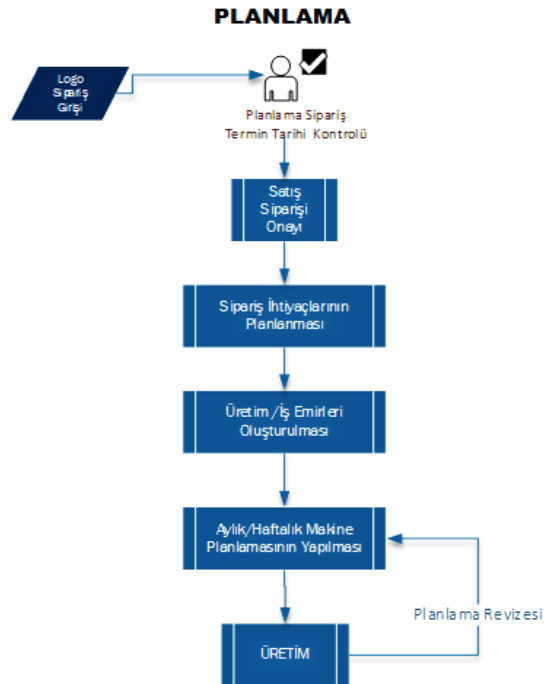 PLANLAMA
Logo
Sipariş
Girşi
Planlama Sipariş
Termin Tarihi Kontrolü
Satış
Siparişi
Onayı
Sipariş İhtiyaçlarının
Planlanması
Üretim /İş Emirleri
Oluşturulması
Aylık/Haftalık Makine
Planlamasının Yapılması
Planlama Revizesi
ÜRETİM